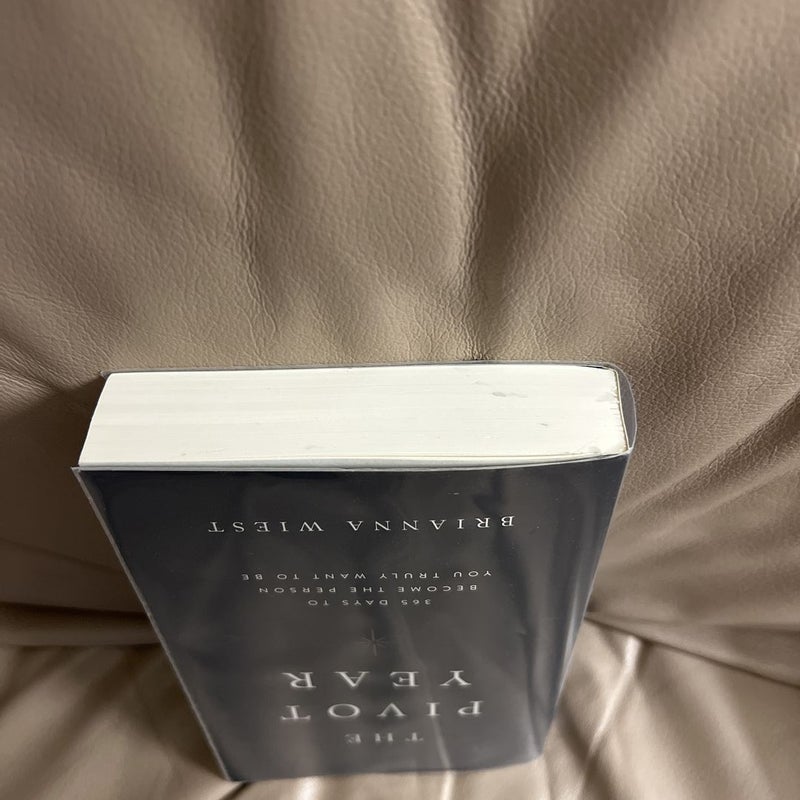 THE
PIVOT
YEAR
365 DAYS TO
BECOME THE PERSON
YOU TRULY WANT TO BE
BRIANNA WIEST